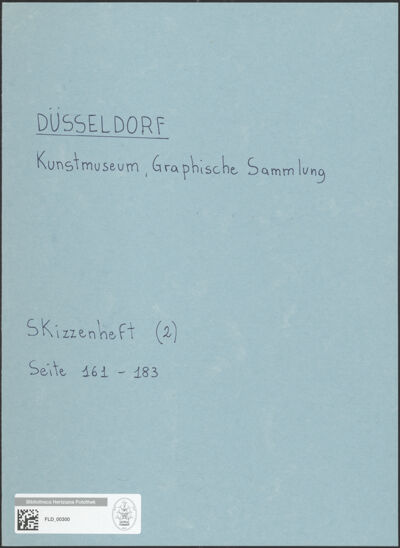 DÜSSELDORF
Kunstmuseum, Graphische Sammlung
Skizzenheft (2)
Seite 161 - 183
Bibliotheca Hertziana Fotothek
FLD_00300